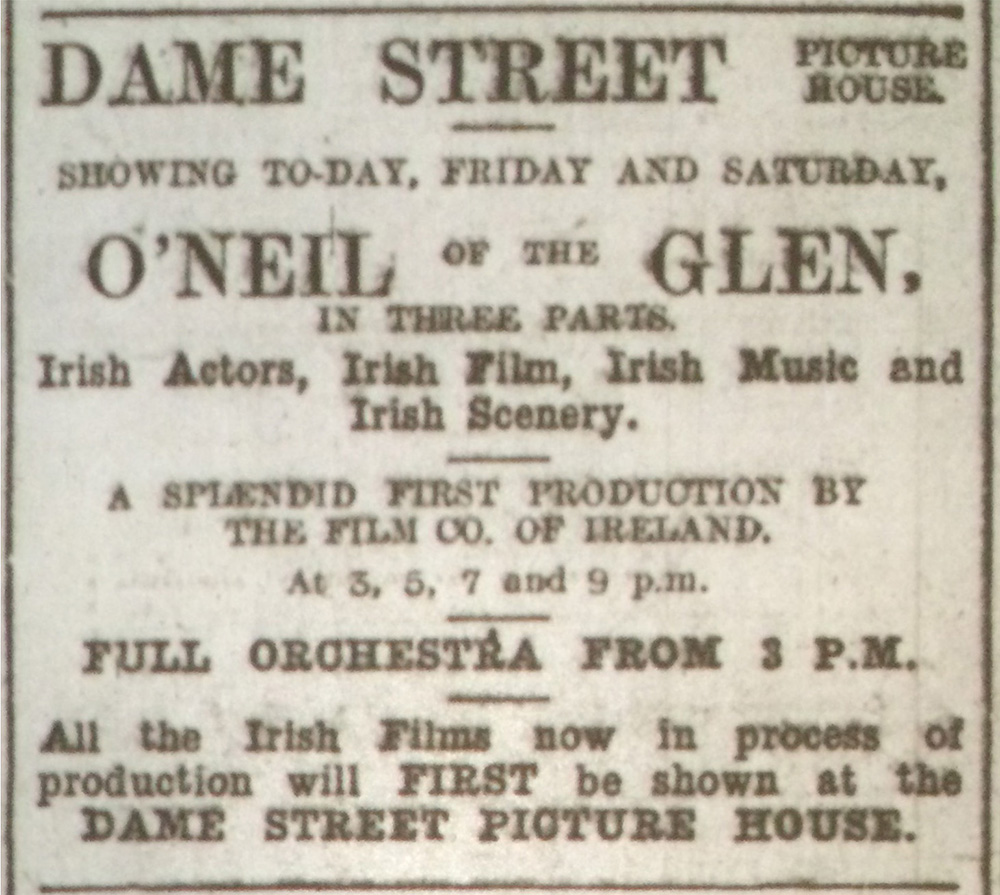 DAME STREET PICTURE HOUSE.
SHOWING TO-DAY, FRIDAY AND SATURDAY,
O'NEIL OF THE GLEN,
IN THREE PARTS.
Irish Actors, Irish Film, Irish Music and
Irish Scenery.
A SPLENDID FIRST PRODUCTION BY
THE FILM CO. OF IRELAND.
At 3, 5, 7 and 9 p.m.
FULL ORCHESTRA FROM 3 P.M.
All the Irish Films now in process of
production will FIRST be shown at the
DAME STREET PICTURE HOUSE.